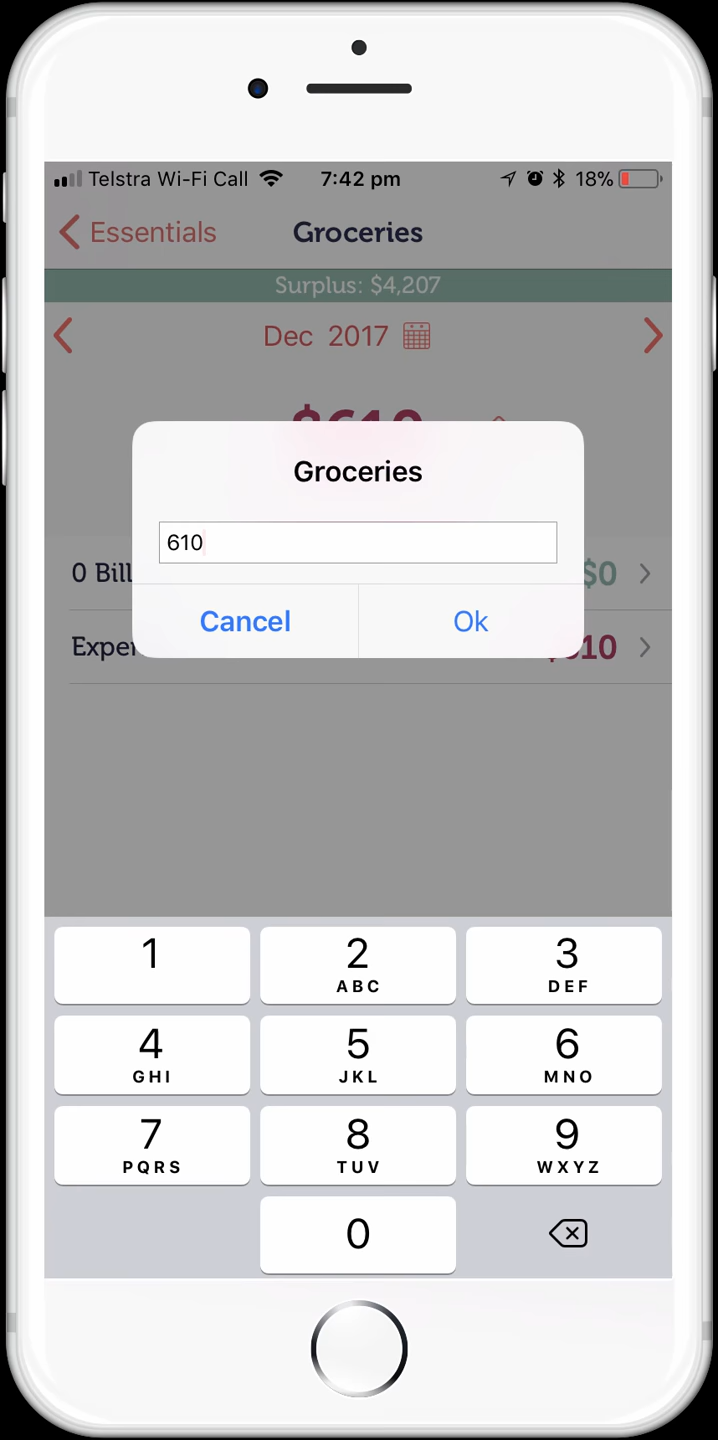 Telstra Wi-Fi Call 7:42 pm 18%
Essentials Groceries
Surplus: $4,207
Dec 2017
$610
Groceries
610
0 Bill $0
Cancel Ok
Exper $610
1 2 3
ABC DEF
4 5 6
GHI JKL MNO
7 8 9
PQRS TUV WXYZ
0